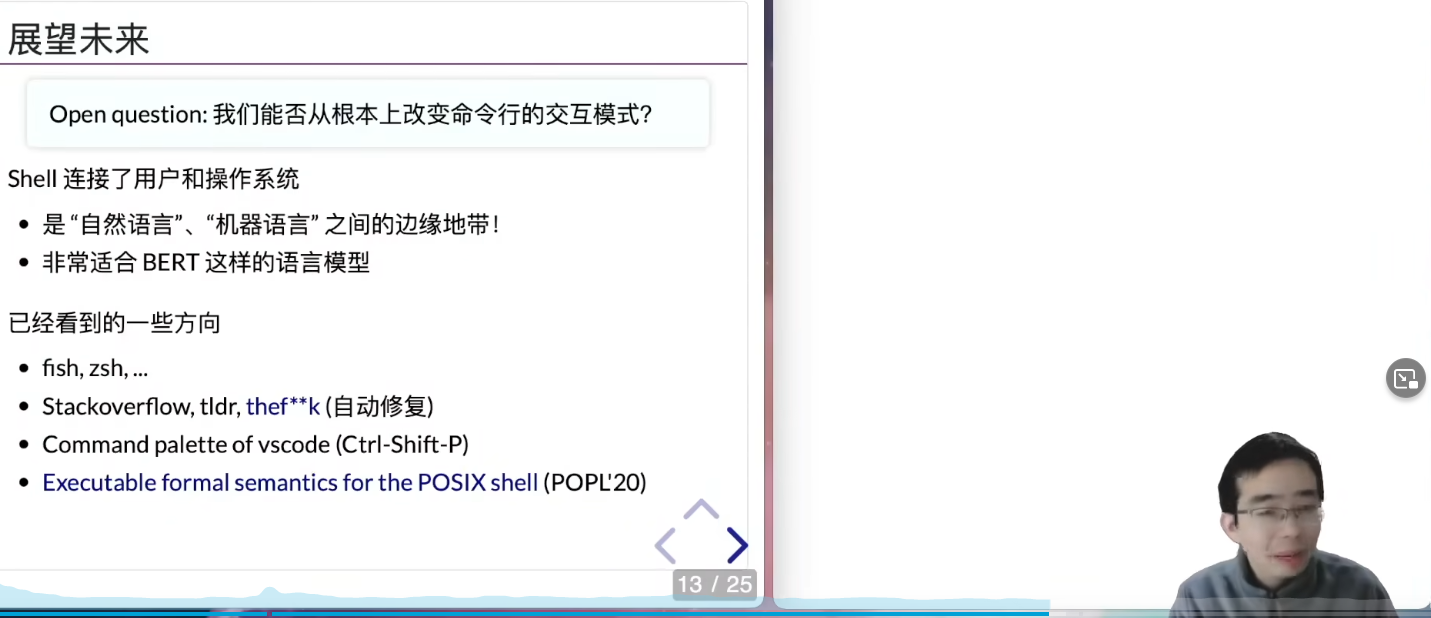 展望未来
Open question: 我们能否从根本上改变命令行的交互模式?
Shell 连接了用户和操作系统
是 “自然语言”、“机器语言” 之间的边缘地带!
非常适合 BERT 这样的语言模型
已经看到的一些方向
fish, zsh, ...
Stackoverflow, tldr, thef**k (自动修复)
Command palette of vscode (Ctrl-Shift-P)
Executable formal semantics for the POSIX shell (POPL'20)
13 / 25